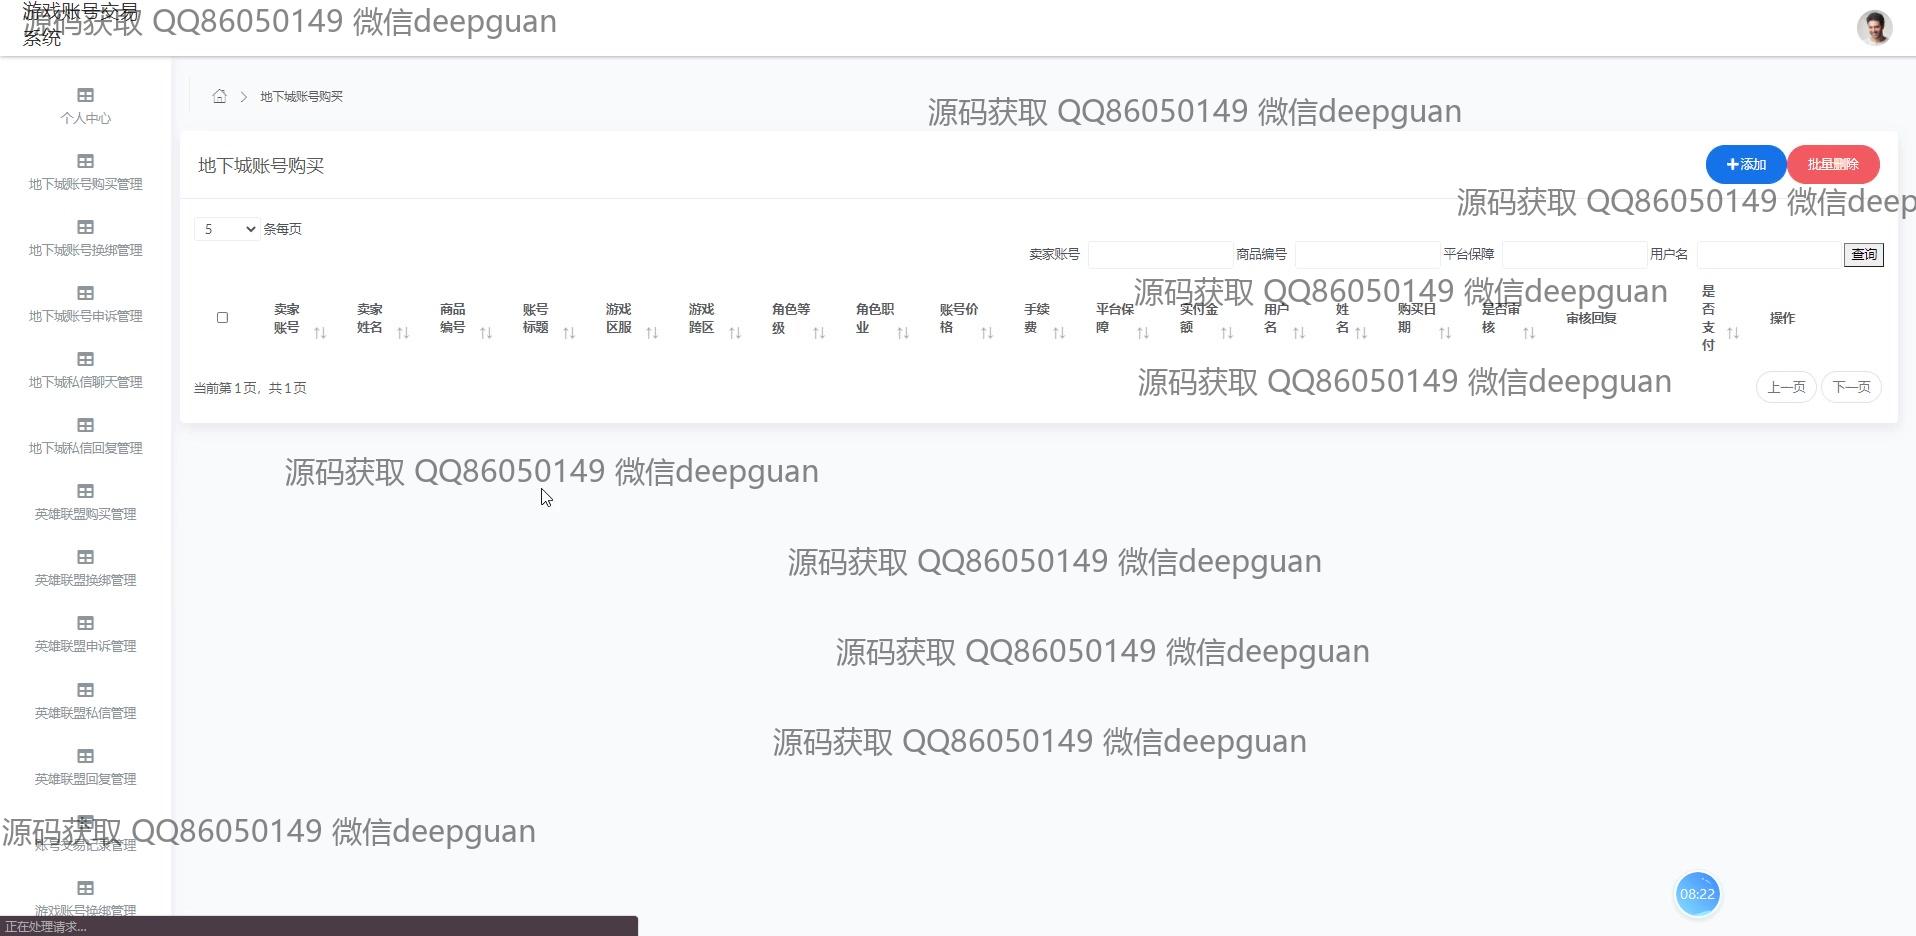 游戏账号交易
系统
源码获取 QQ86050149 微信deepguan
个人中心
地下城账号购买管理
地下城账号换绑管理
地下城账号申诉管理
地下城私信聊天管理
地下城私信回复管理
英雄联盟购买管理
英雄联盟换绑管理
英雄联盟申诉管理
英雄联盟私信管理
英雄联盟回复管理
账号交易记录管理
游戏账号换绑管理
地下城账号购买
源码获取 QQ86050149 微信deepguan
地下城账号购买
添加
批量删除
源码获取 QQ86050149 微信deep
5 条每页
卖家账号 商品编号 平台保障 用户名 查询
源码获取 QQ86050149 微信deepguan
卖家账号
卖家姓名
商品编号
账号标题
游戏区服
游戏跨区
角色等级
角色职业
账号价格
手续费
平台保障
实付金额
用户名
姓名
购买日期
是否审核
审核回复
是否支付
操作
当前第 1 页，共 1 页
源码获取 QQ86050149 微信deepguan
上一页
下一页
源码获取 QQ86050149 微信deepguan
源码获取 QQ86050149 微信deepguan
源码获取 QQ86050149 微信deepguan
源码获取 QQ86050149 微信deepguan
源码获取 QQ86050149 微信deepguan
08:22
正在处理请求...